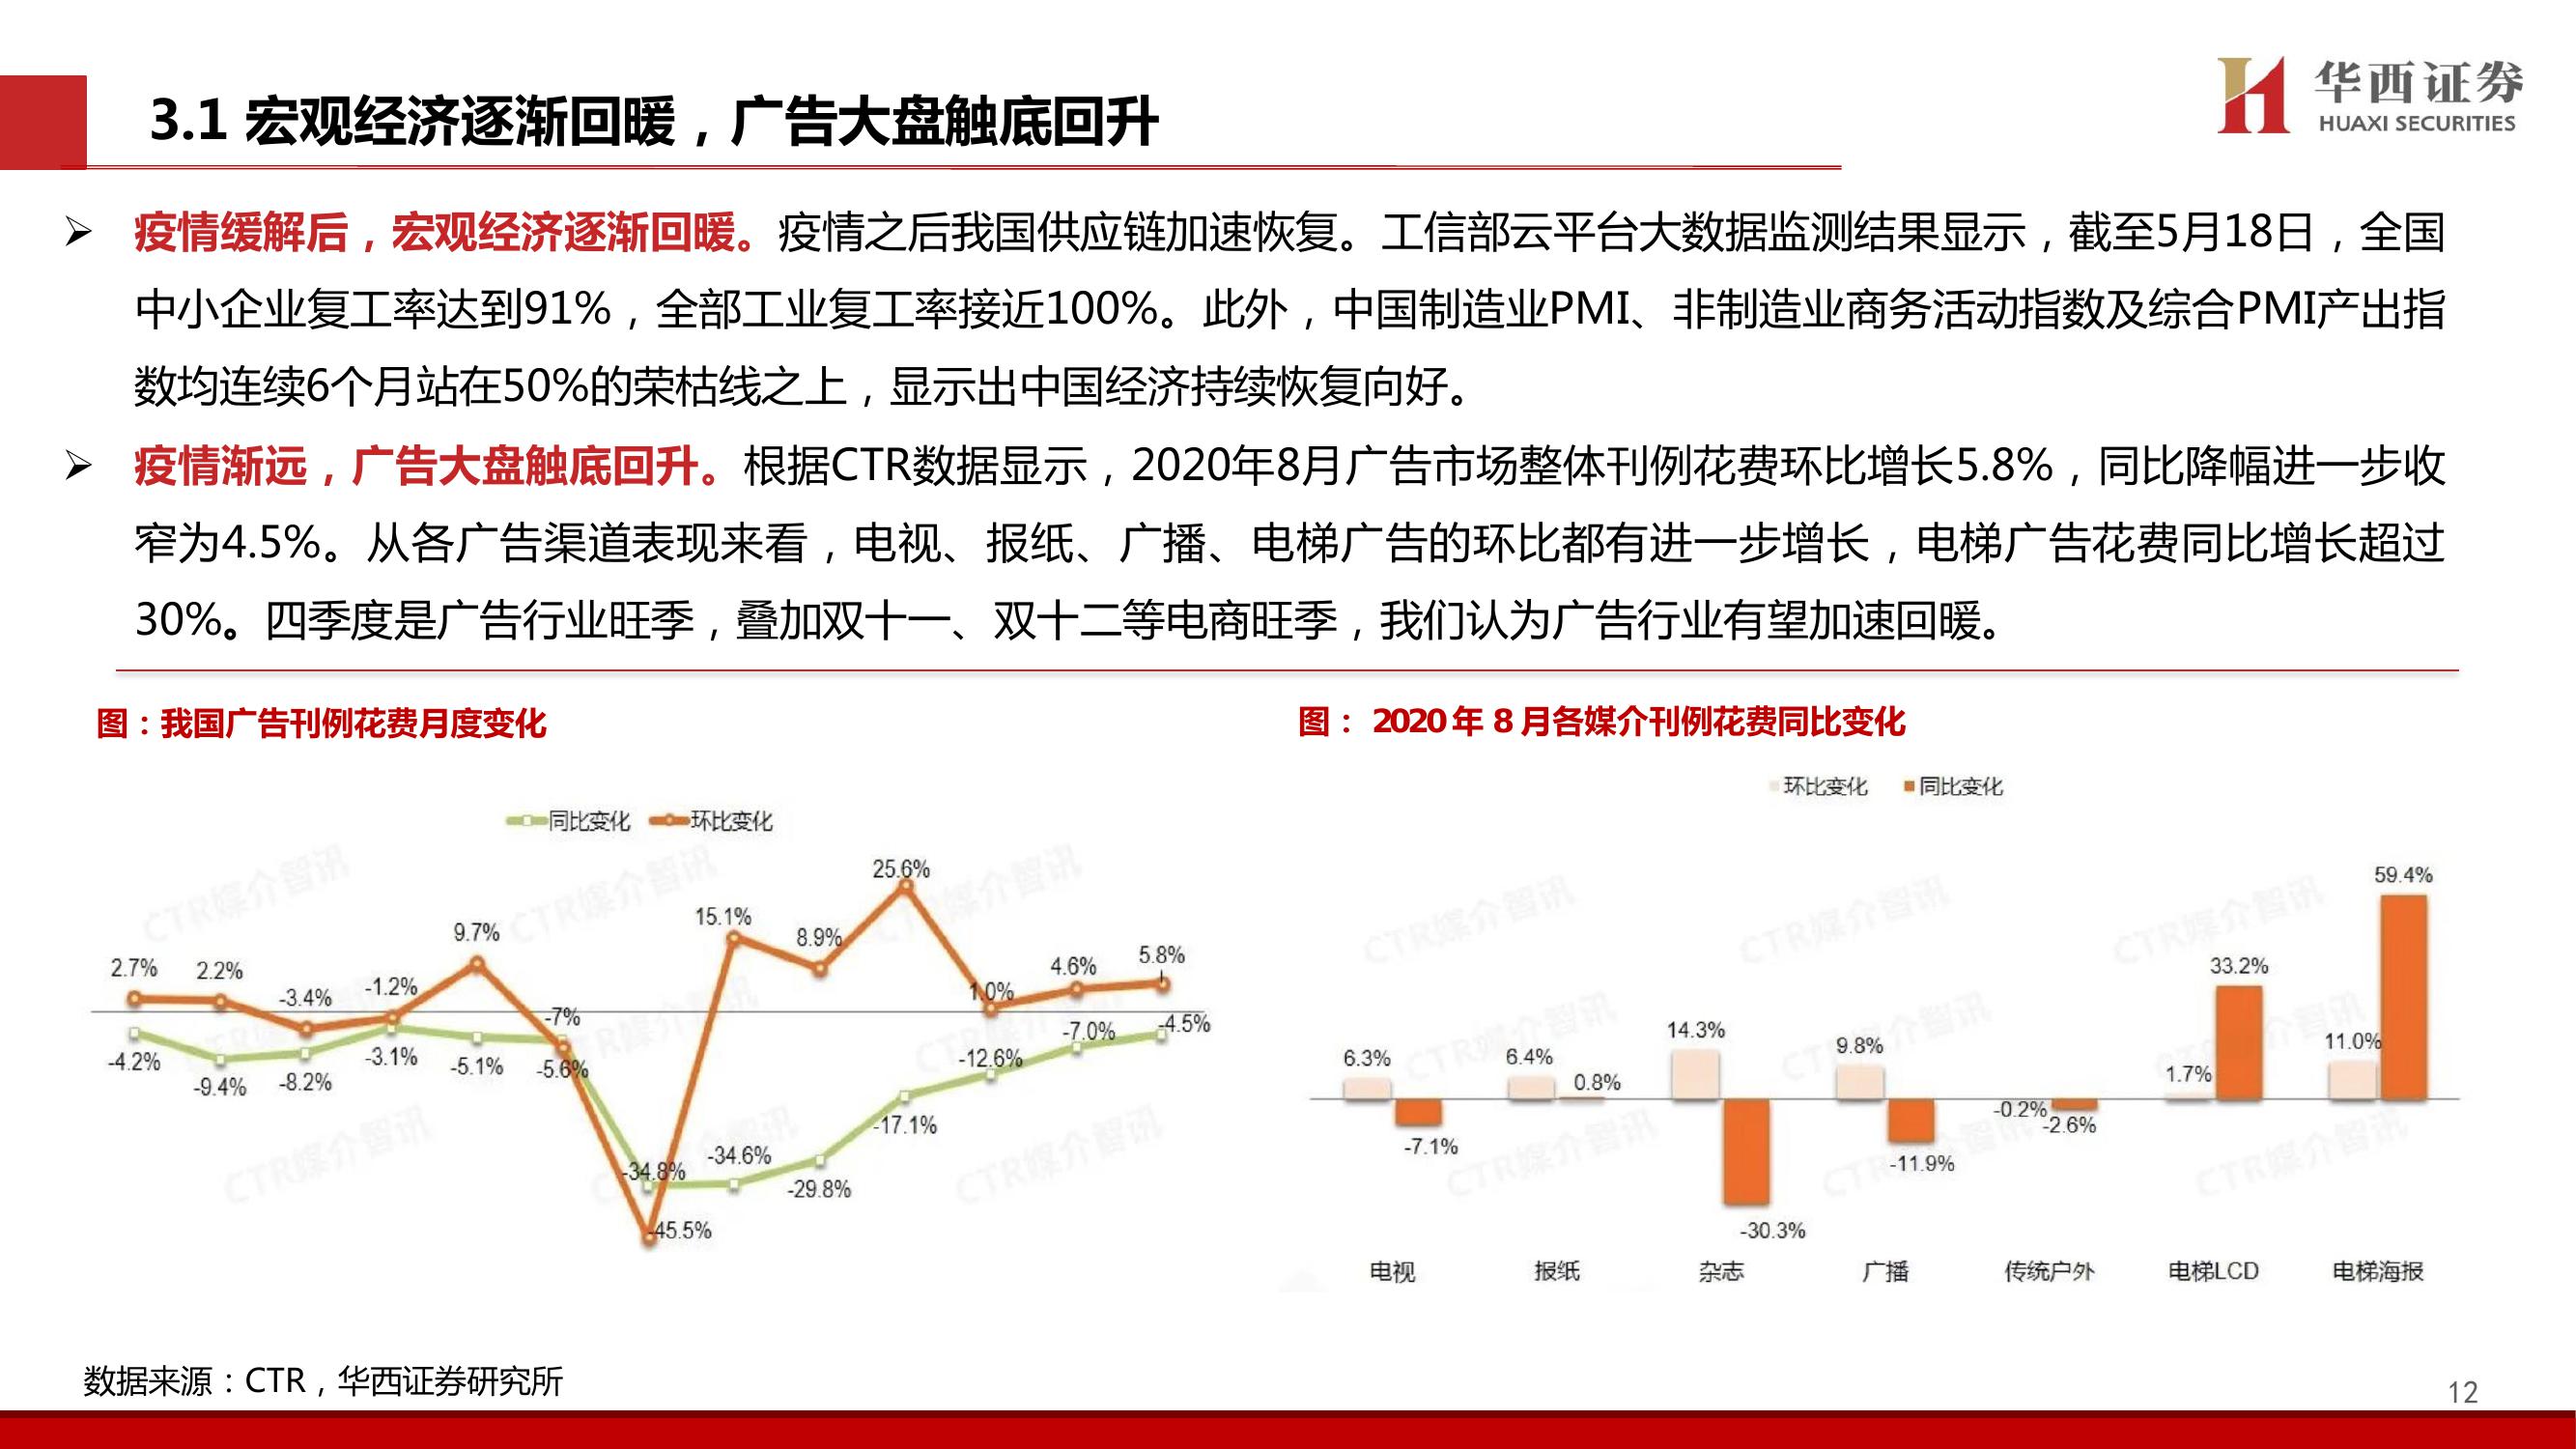 3.1 宏观经济逐渐回暖，广告大盘触底回升
华西证券
HUAXI SECURITIES
➢ 疫情缓解后，宏观经济逐渐回暖。疫情之后我国供应链加速恢复。工信部云平台大数据监测结果显示，截至5月18日，全国
中小企业复工率达到91%，全部工业复工率接近100%。此外，中国制造业PMI、非制造业商务活动指数及综合PMI产出指
数均连续6个月站在50%的荣枯线之上，显示出中国经济持续恢复向好。
➢ 疫情渐远，广告大盘触底回升。根据CTR数据显示，2020年8月广告市场整体刊例花费环比增长5.8%，同比降幅进一步收
窄为4.5%。从各广告渠道表现来看，电视、报纸、广播、电梯广告的环比都有进一步增长，电梯广告花费同比增长超过
30%。四季度是广告行业旺季，叠加双十一、双十二等电商旺季，我们认为广告行业有望加速回暖。
图：我国广告刊例花费月度变化
同比变化 环比变化
2.7% 2.2% -3.4% -1.2% 9.7% -7% -45.5% 15.1% 8.9% 25.6% 1.0% 4.6% 5.8%
-4.2% -9.4% -8.2% -3.1% -5.1% -5.6% -34.8% -34.6% -29.8% -17.1% -12.6% -7.0% -4.5%
CTR媒介智讯
图： 2020年8月各媒介刊例花费同比变化
环比变化 同比变化
6.3% 6.4% 14.3% 9.8% -0.2% 1.7% 11.0%
-7.1% 0.8% -30.3% -11.9% -2.6% 33.2% 59.4%
电视 报纸 杂志 广播 传统户外 电梯LCD 电梯海报
CTR媒介智讯
数据来源：CTR，华西证券研究所
12